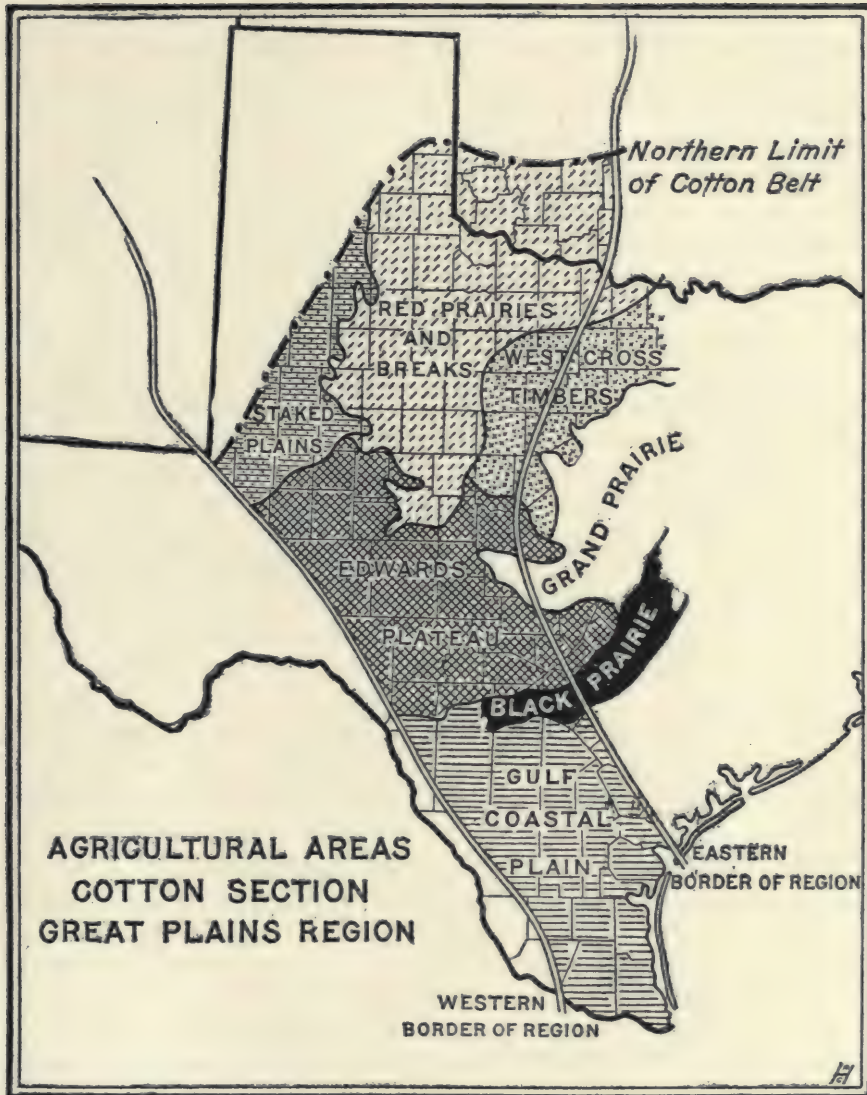 Northern Limit
of Cotton Belt
RED PRAIRIES
AND
BREAKS
WEST CROSS
TIMBERS
STAKED
PLAINS
GRAND PRAIRIE
EDWARDS
PLATEAU
BLACK PRAIRIE
GULF
COASTAL
PLAIN
EASTERN
BORDER OF REGION
AGRICULTURAL AREAS
COTTON SECTION
GREAT PLAINS REGION
WESTERN
BORDER OF REGION